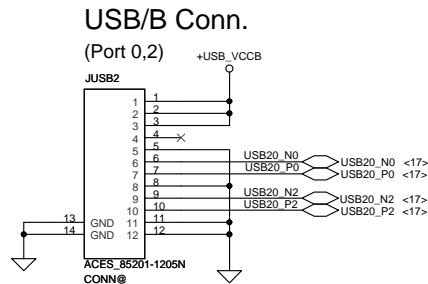 USB/B Conn.
(Port 0,2)
+USB_VCCB
JUSB2
1 1
2 2
3 3
4 4
5 5
6 6 USB20_N0 USB20_N0 <17>
7 7 USB20_P0 USB20_P0 <17>
8 8
9 9 USB20_N2 USB20_N2 <17>
10 10 USB20_P2 USB20_P2 <17>
13 GND 11 11
14 GND 12 12
ACES_85201-1205N
CONN@